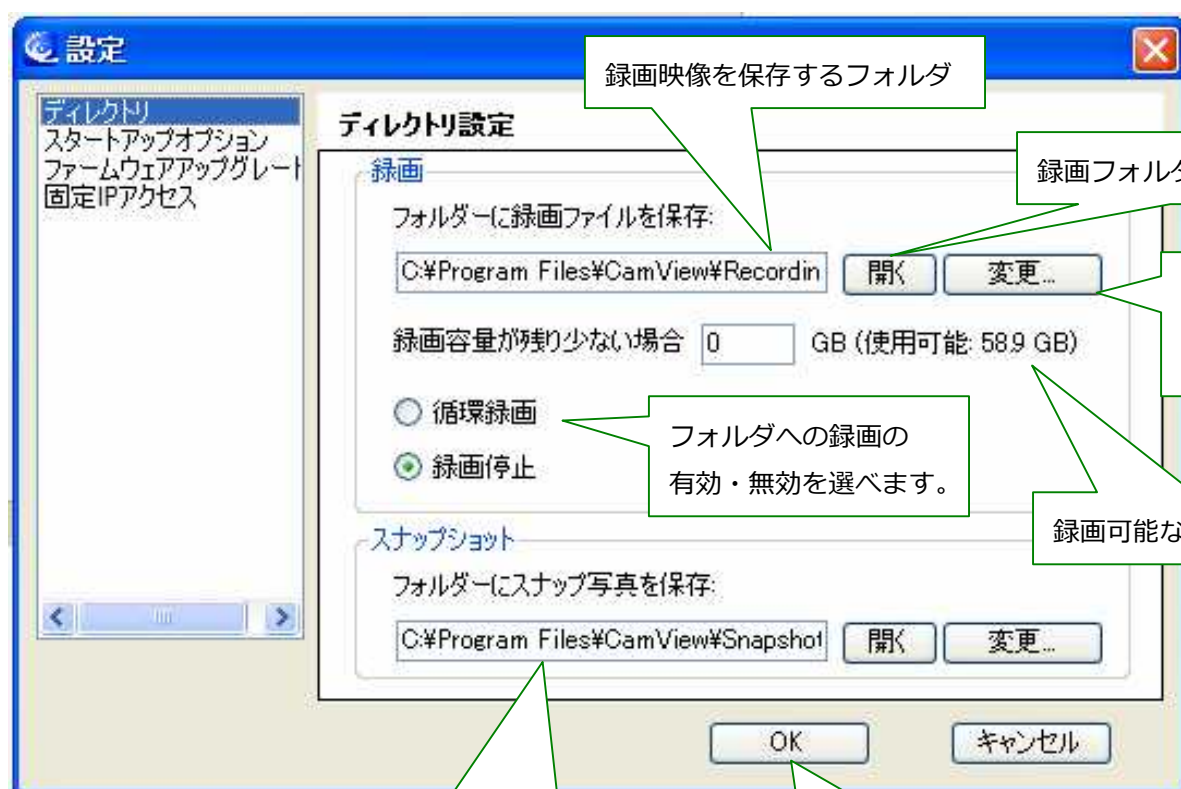 設定
録画映像を保存するフォルダ
ディレクトリ
スタートアップオプション
ファームウェアアップグレート
固定IPアクセス
ディレクトリ設定
録画フォルダ
録画
フォルダーに録画ファイルを保存:
C:¥Program Files¥CamView¥Recordin
開く
変更...
録画容量が残り少ない場合 0 GB (使用可能: 58.9 GB)
循環録画
録画停止
フォルダへの録画の
有効・無効を選べます。
録画可能な
スナップショット
フォルダーにスナップ写真を保存:
C:¥Program Files¥CamView¥Snapshot
開く
変更...
OK
キャンセル